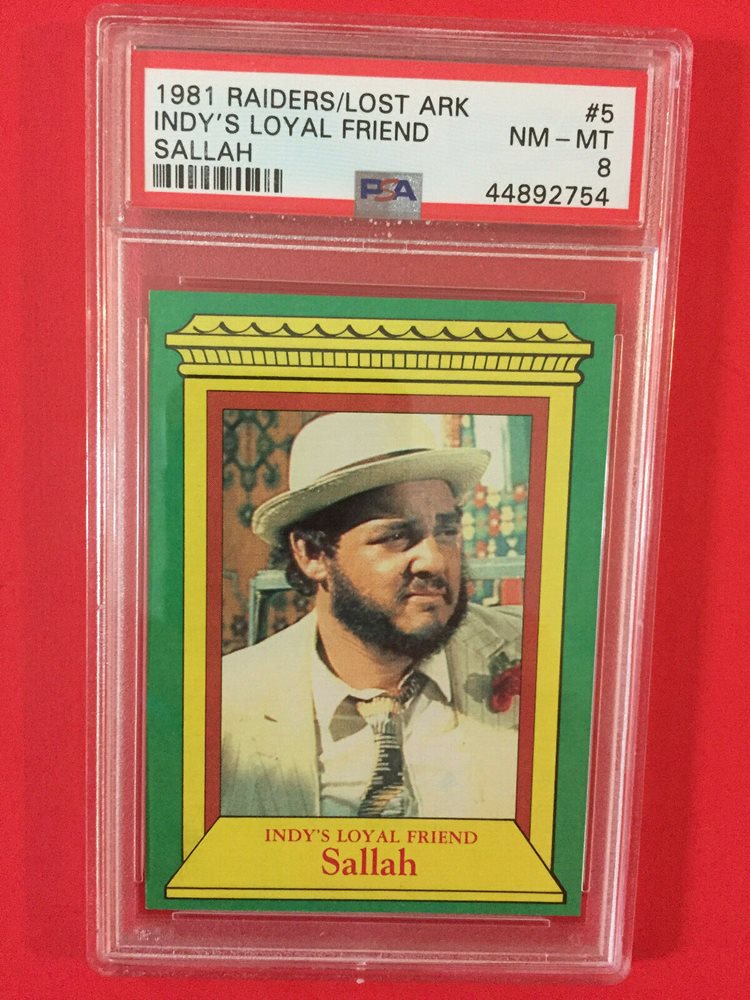 1981 RAIDERS/LOST ARK #5
INDY'S LOYAL FRIEND NM – MT
SALLAH 8
PSA 44892754
INDY'S LOYAL FRIEND
Sallah